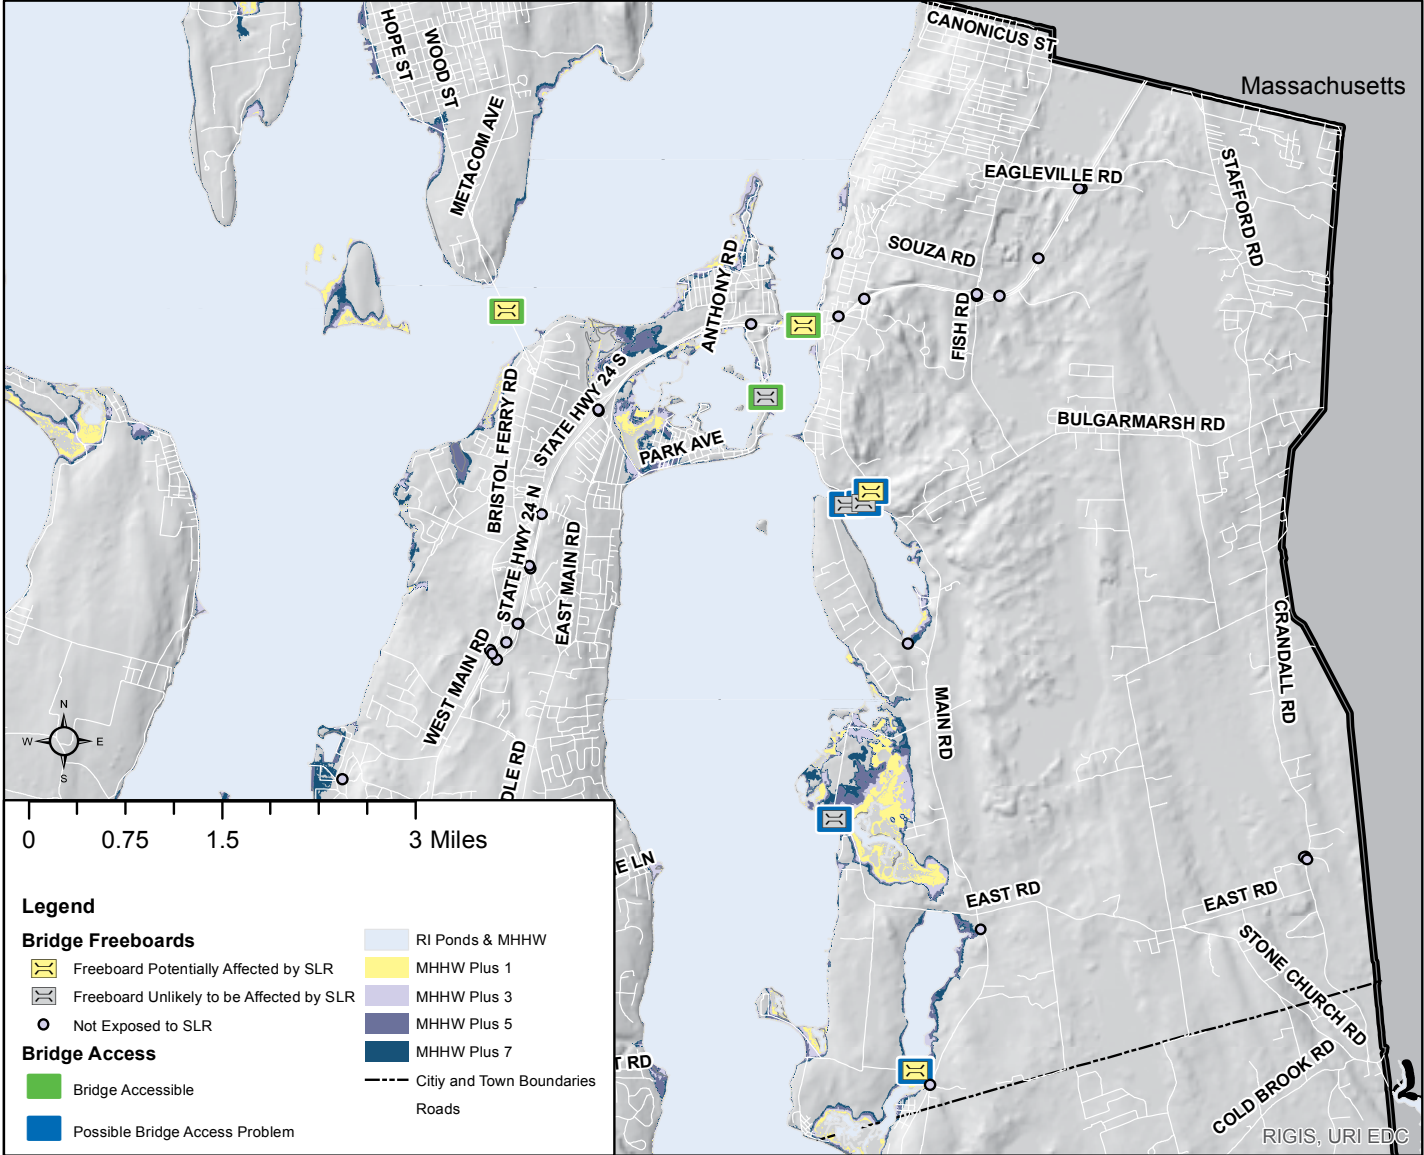 CANONICUS ST
HOPE ST
WOOD ST
Massachusetts
METACOM AVE
EAGLEVILLE RD
STAFFORD RD
SOUZA RD
ANTHONY RD
FISH RD
STATE HWY 24 S
BRISTOL FERRY RD
BULGARMARSH RD
PARK AVE
STATE HWY 24 N
EAST MAIN RD
WEST MAIN RD
CRANDALL RD
MAIN RD
N
W E
S
DLE RD
0 0.75 1.5 3 Miles
E LN
EAST RD
EAST RD
STONE CHURCH RD
T RD
COLD BROOK RD
Legend
Bridge Freeboards
Freeboard Potentially Affected by SLR
Freeboard Unlikely to be Affected by SLR
Not Exposed to SLR
Bridge Access
Bridge Accessible
Possible Bridge Access Problem
RI Ponds & MHHW
MHHW Plus 1
MHHW Plus 3
MHHW Plus 5
MHHW Plus 7
Citiy and Town Boundaries
Roads
RIGIS, URI EDC